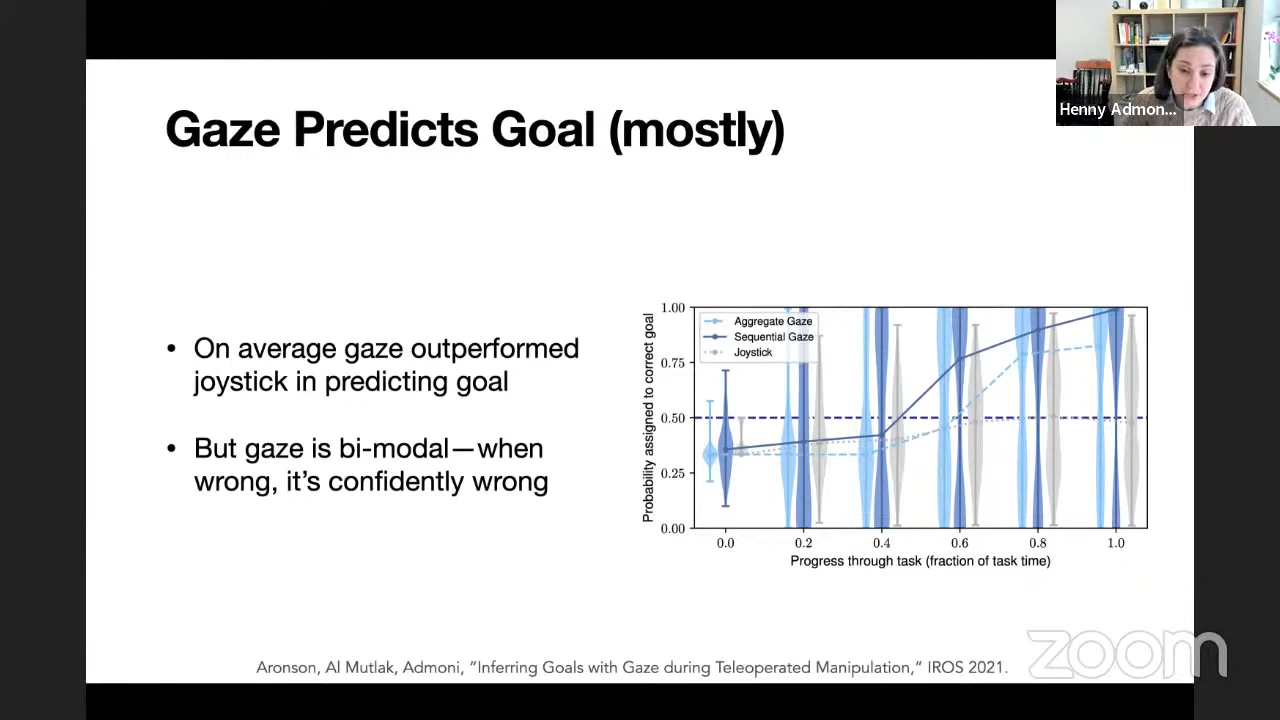 Henny Admon...
Gaze Predicts Goal (mostly)
• On average gaze outperformed
joystick in predicting goal
• But gaze is bi-modal—when
wrong, it's confidently wrong
Probability assigned to correct goal
1.00
0.75
0.50
0.25
0.00
Aggregate Gaze
Sequential Gaze
Joystick
0.0 0.2 0.4 0.6 0.8 1.0
Progress through task (fraction of task time)
Aronson, Al Mutlak, Admoni, "Inferring Goals with Gaze during Teleoperated Manipulation," IROS 2021.
zoom